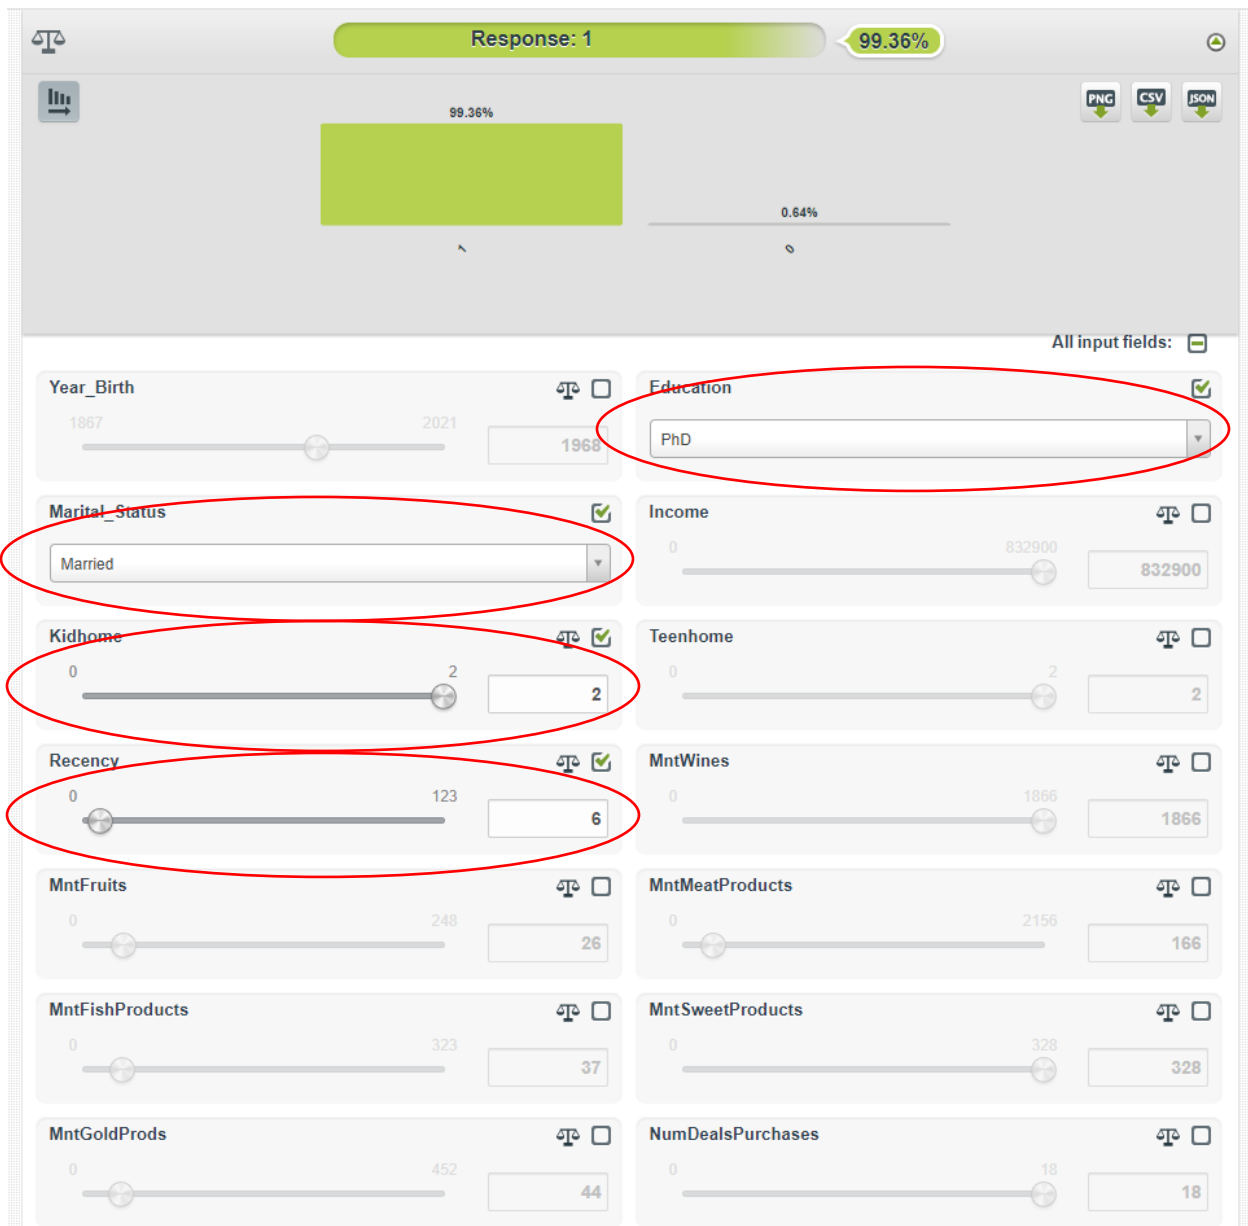 Response: 1
99.36%
PNG
CSV
JSON
99.36%
0.64%
1
0
All input fields:
Year_Birth
1867
2021
1968
Education
PhD
Marital_Status
Married
Income
0
832900
832900
Kidhome
0
2
2
Teenhome
0
2
2
Recency
0
123
6
MntWines
0
1866
1866
MntFruits
0
248
26
MntMeatProducts
0
2156
166
MntFishProducts
0
323
37
MntSweetProducts
0
328
328
MntGoldProds
0
452
44
NumDealsPurchases
0
18
18